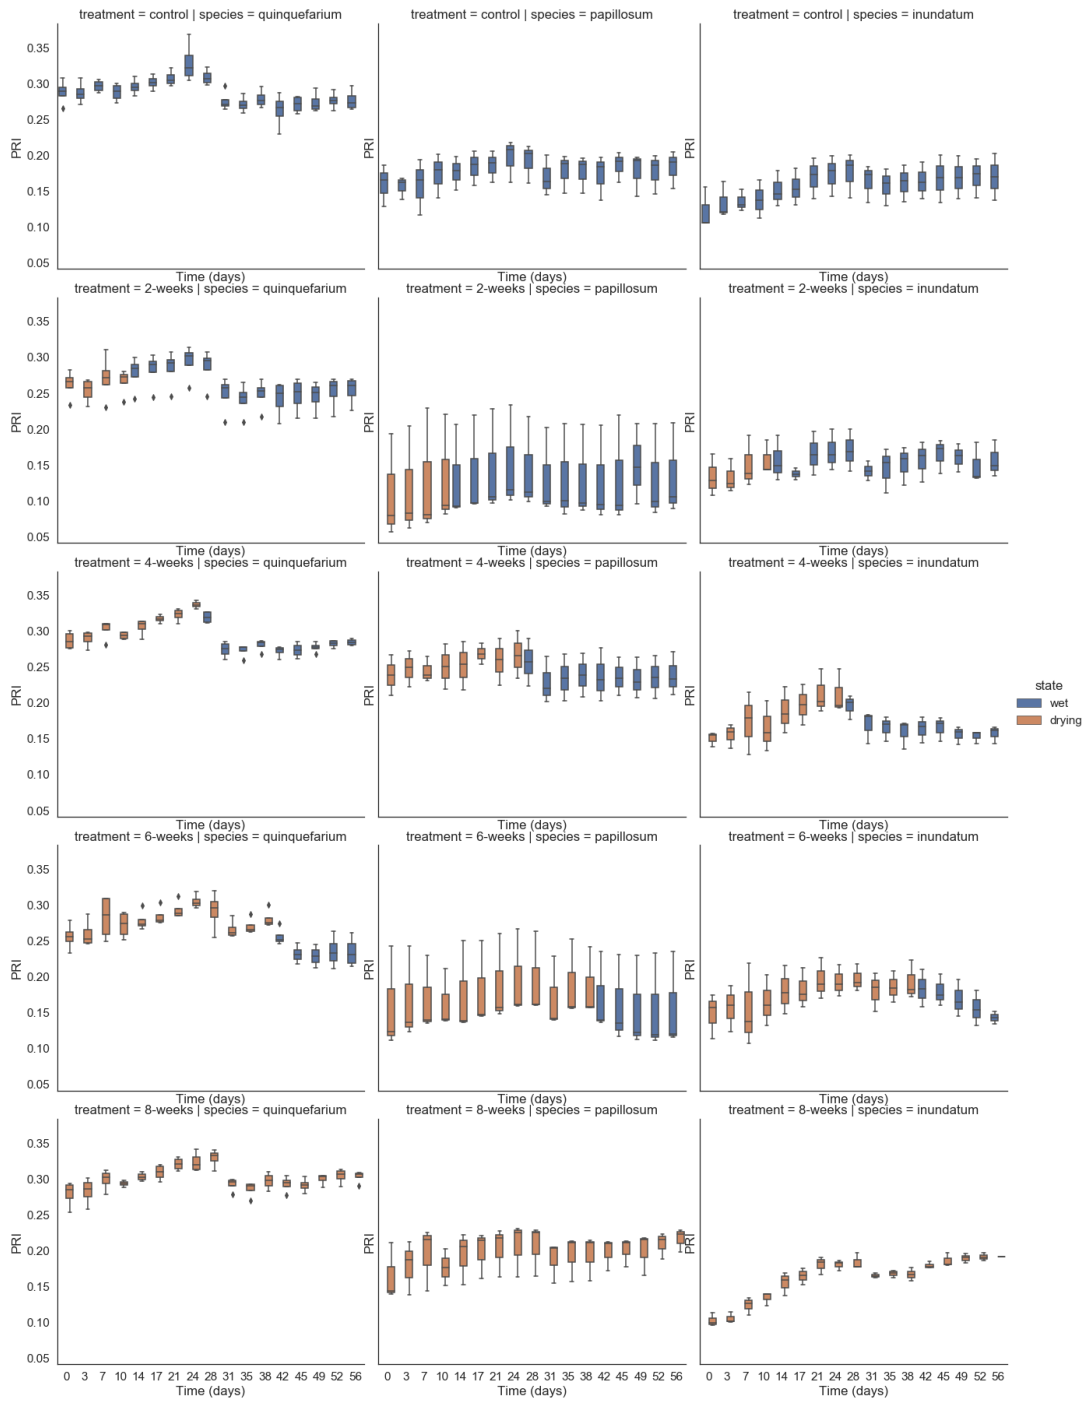 treatment = control | species = quinquefarium
treatment = control | species = papillosum
treatment = control | species = inundatum
0.35
0.30
0.25
0.20
0.15
0.10
0.05
PRI
PRI
PRI
Time (days)
Time (days)
Time (days)
treatment = 2-weeks | species = quinquefarium
treatment = 2-weeks | species = papillosum
treatment = 2-weeks | species = inundatum
0.35
0.30
0.25
0.20
0.15
0.10
0.05
PRI
PRI
PRI
Time (days)
Time (days)
Time (days)
treatment = 4-weeks | species = quinquefarium
treatment = 4-weeks | species = papillosum
treatment = 4-weeks | species = inundatum
0.35
0.30
0.25
0.20
0.15
0.10
0.05
PRI
PRI
PRI
state
wet
drying
Time (days)
Time (days)
Time (days)
treatment = 6-weeks | species = quinquefarium
treatment = 6-weeks | species = papillosum
treatment = 6-weeks | species = inundatum
0.35
0.30
0.25
0.20
0.15
0.10
0.05
PRI
PRI
PRI
Time (days)
Time (days)
Time (days)
treatment = 8-weeks | species = quinquefarium
treatment = 8-weeks | species = papillosum
treatment = 8-weeks | species = inundatum
0.35
0.30
0.25
0.20
0.15
0.10
0.05
PRI
PRI
PRI
0 3 7 10 14 17 21 24 28 31 35 38 42 45 49 52 56
0 3 7 10 14 17 21 24 28 31 35 38 42 45 49 52 56
0 3 7 10 14 17 21 24 28 31 35 38 42 45 49 52 56
Time (days)
Time (days)
Time (days)